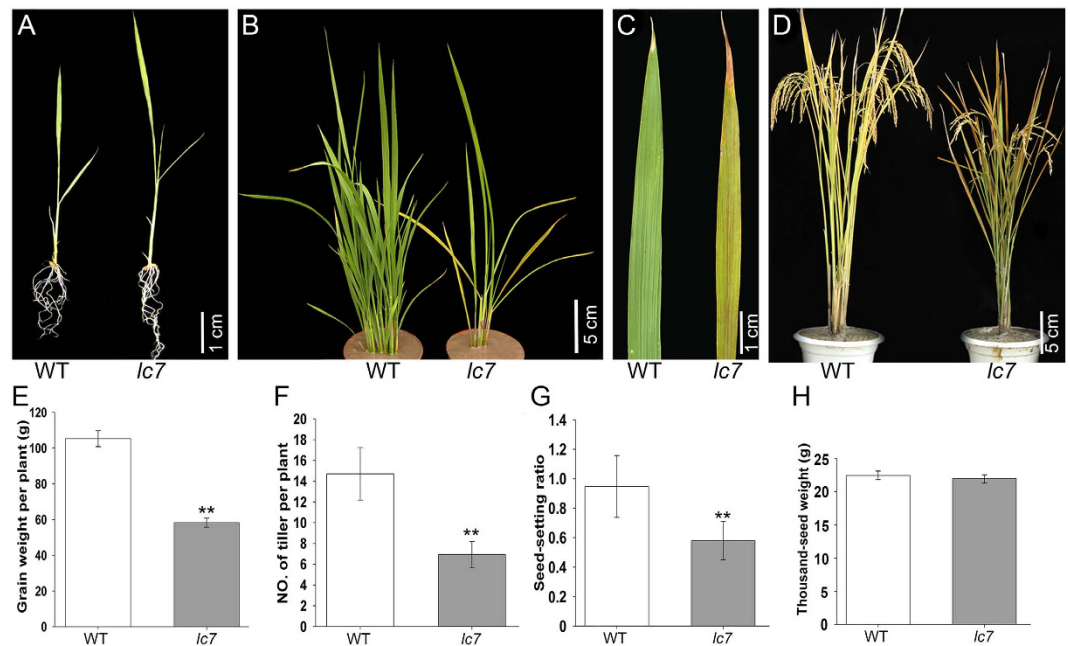 A
B
C
D
1 cm
5 cm
1 cm
5 cm
WT
lc7
WT
lc7
WT
lc7
WT
lc7
E
F
G
H
Grain weight per plant (g)
120
100
80
60
40
20
0
**
WT
lc7
NO. of tiller per plant
20
18
16
14
12
10
8
6
4
2
0
**
WT
lc7
Seed-setting ratio
1.4
1.2
1.0
0.8
0.6
0.4
0.2
0.0
**
WT
lc7
Thousand-seed weight (g)
25
20
15
10
5
0
WT
lc7